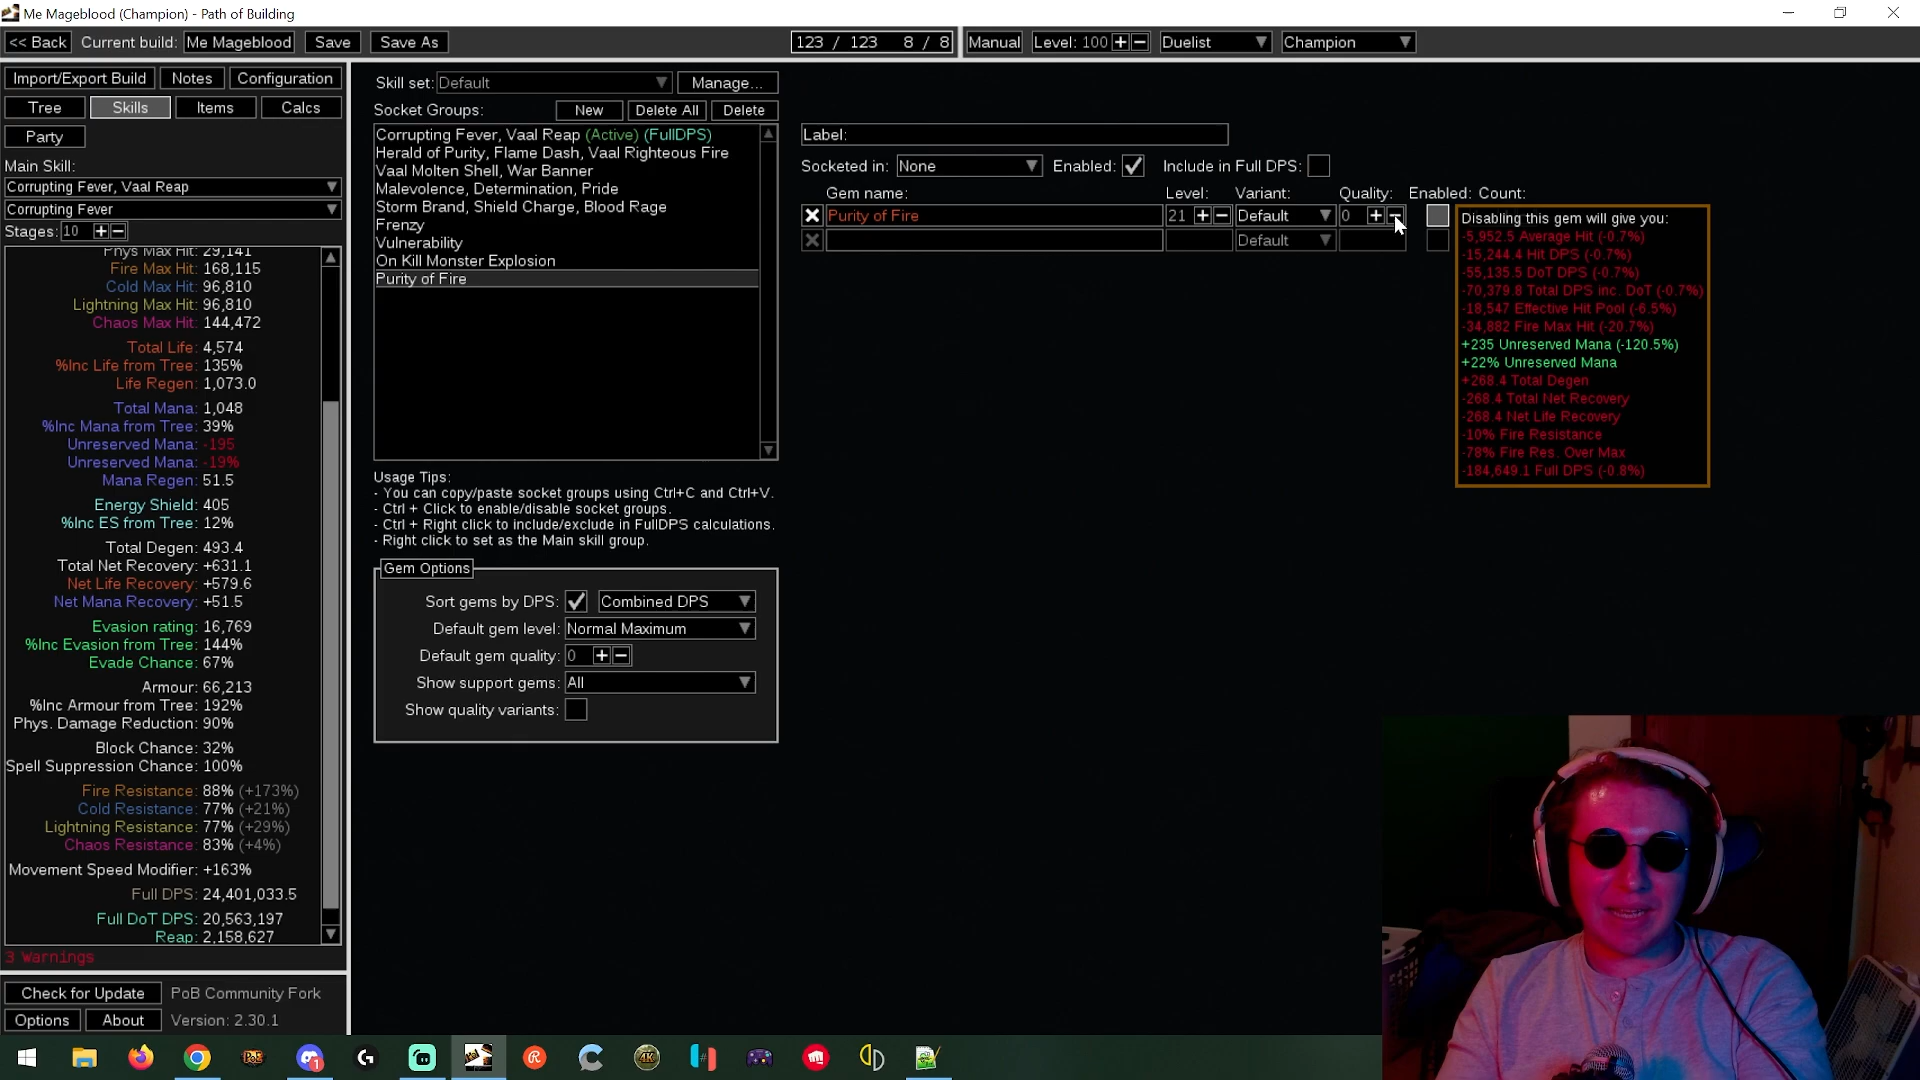 Me Mageblood (Champion) - Path of Building
<< Back Current build: Me Mageblood Save Save As 123 / 123 8 / 8 Manual Level: 100 + − Duelist Champion
Import/Export Build Notes Configuration
Tree Skills Items Calcs
Party
Main Skill:
Corrupting Fever, Vaal Reap
Corrupting Fever
Stages: 10 + −
Phys Max Hit: 29,141
Fire Max Hit: 168,115
Cold Max Hit: 96,810
Lightning Max Hit: 96,810
Chaos Max Hit: 144,472
Total Life: 4,574
%Inc Life from Tree: 135%
Life Regen: 1,073.0
Total Mana: 1,048
%Inc Mana from Tree: 39%
Unreserved Mana: -195
Unreserved Mana: -19%
Mana Regen: 51.5
Energy Shield: 405
%Inc ES from Tree: 12%
Total Degen: 493.4
Total Net Recovery: +631.1
Net Life Recovery: +579.6
Net Mana Recovery: +51.5
Evasion rating: 16,769
%Inc Evasion from Tree: 144%
Evade Chance: 67%
Armour: 66,213
%Inc Armour from Tree: 192%
Phys. Damage Reduction: 90%
Block Chance: 32%
Spell Suppression Chance: 100%
Fire Resistance: 88% (+173%)
Cold Resistance: 77% (+21%)
Lightning Resistance: 77% (+29%)
Chaos Resistance: 83% (+4%)
Movement Speed Modifier: +163%
Full DPS: 24,401,033.5
Full DoT DPS: 20,563,197
Reap: 2,158,627
3 Warnings
Check for Update PoB Community Fork
Options About Version: 2.30.1
Skill set: Default Manage...
Socket Groups: New Delete All Delete
Corrupting Fever, Vaal Reap (Active) (FullDPS)
Herald of Purity, Flame Dash, Vaal Righteous Fire
Vaal Molten Shell, War Banner
Malevolence, Determination, Pride
Storm Brand, Shield Charge, Blood Rage
Frenzy
Vulnerability
On Kill Monster Explosion
Purity of Fire
Usage Tips:
- You can copy/paste socket groups using Ctrl+C and Ctrl+V.
- Ctrl + Click to enable/disable socket groups.
- Ctrl + Right click to include/exclude in FullDPS calculations.
- Right click to set as the Main skill group.
Gem Options
Sort gems by DPS: Combined DPS
Default gem level: Normal Maximum
Default gem quality: 0 + −
Show support gems: All
Show quality variants:
Label:
Socketed in: None Enabled: Include in Full DPS:
Gem name: Level: Variant: Quality: Enabled: Count:
Purity of Fire 21 + − Default 0 + −
Default
Disabling this gem will give you:
-5,952.5 Average Hit (-0.7%)
-15,244.4 Hit DPS (-0.7%)
-55,135.5 DoT DPS (-0.7%)
-70,379.8 Total DPS inc. DoT (-0.7%)
-18,547 Effective Hit Pool (-6.5%)
-34,882 Fire Max Hit (-20.7%)
+235 Unreserved Mana (-120.5%)
+22% Unreserved Mana
+268.4 Total Degen
-268.4 Total Net Recovery
-268.4 Net Life Recovery
-10% Fire Resistance
-78% Fire Res. Over Max
-184,649.1 Full DPS (-0.8%)